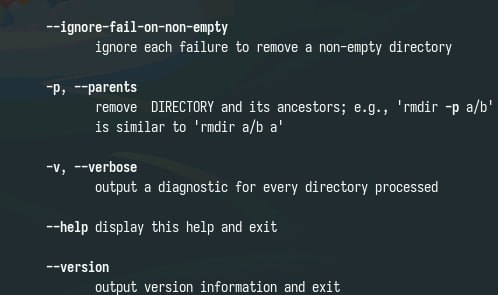 --ignore-fail-on-non-empty
ignore each failure to remove a non-empty directory
-p, --parents
remove  DIRECTORY and its ancestors; e.g., 'rmdir -p a/b'
is similar to 'rmdir a/b a'
-v, --verbose
output a diagnostic for every directory processed
--help display this help and exit
--version
output version information and exit